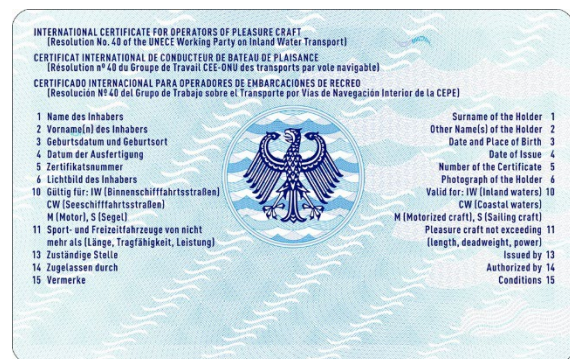 INTERNATIONAL CERTIFICATE FOR OPERATORS OF PLEASURE CRAFT
(Resolution No. 40 of the UNECE Working Party on Inland Water Transport)
CERTIFICAT INTERNATIONAL DE CONDUCTEUR DE BATEAU DE PLAISANCE
(Résolution nº 40 du Groupe de Travail CEE-ONU des transports par voie navigable)
CERTIFICADO INTERNACIONAL PARA OPERADORES DE EMBARCACIONES DE RECREO
(Resolución Nº 40 del Grupo de Trabajo sobre el Transporte por Vías de Navegación Interior de la CEPE)
1 Name des Inhabers
2 Vorname(n) des Inhabers
3 Geburtsdatum und Geburtsort
4 Datum der Ausfertigung
5 Zertifikatsnummer
6 Lichtbild des Inhabers
10 Gültig für: IW (Binnenschifffahrtsstraßen)
CW (Seeschifffahrtsstraßen)
M (Motor), S (Segel)
11 Sport- und Freizeitfahrzeuge von nicht
mehr als (Länge, Tragfähigkeit, Leistung)
13 Zuständige Stelle
14 Zugelassen durch
15 Vermerke
Surname of the Holder 1
Other Name(s) of the Holder 2
Date and Place of Birth 3
Date of Issue 4
Number of the Certificate 5
Photograph of the Holder 6
Valid for: IW (Inland waters) 10
CW (Coastal waters)
M (Motorized craft), S (Sailing craft)
Pleasure craft not exceeding 11
(length, deadweight, power)
Issued by 13
Authorized by 14
Conditions 15